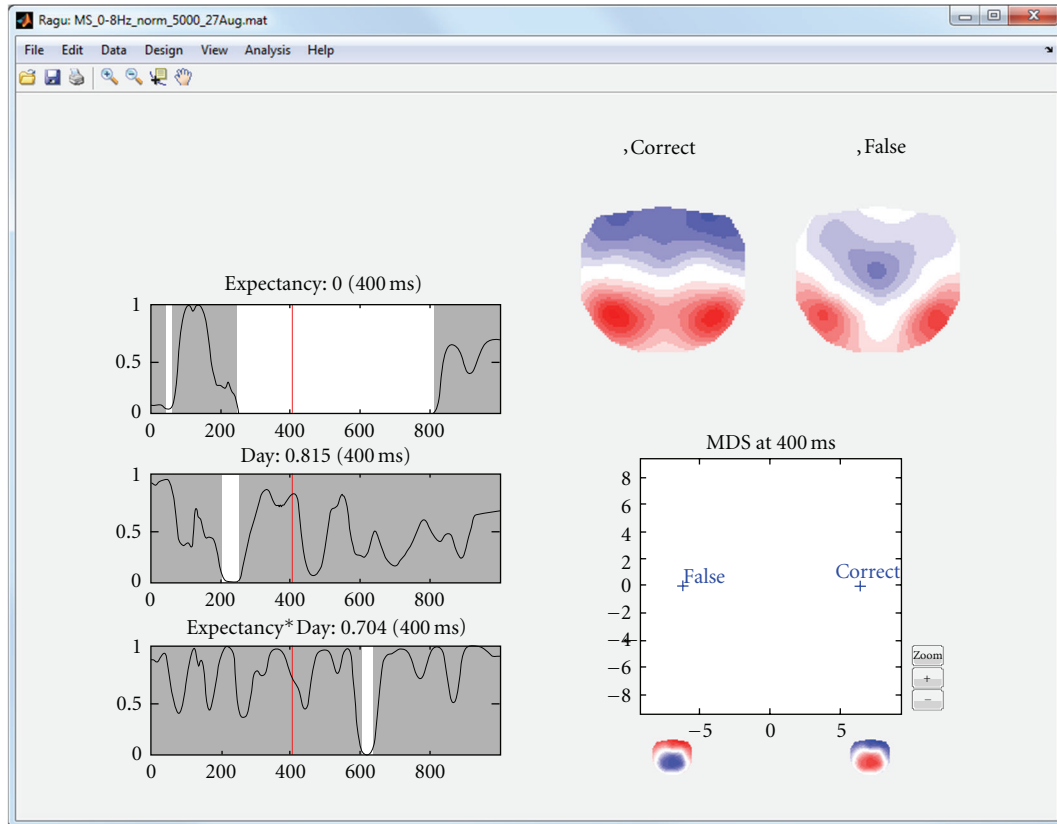 Ragu: MS_0-8Hz_norm_5000_27Aug.mat
File Edit Data Design View Analysis Help
,Correct
,False
Expectancy: 0 (400 ms)
1
0.5
0
0 200 400 600 800
Day: 0.815 (400 ms)
1
0.5
0
0 200 400 600 800
Expectancy* Day: 0.704 (400 ms)
1
0.5
0
0 200 400 600 800
MDS at 400 ms
8
6
4
2
0
−2
−4
−6
−8
False
Correct
−5 0 5
Zoom
+
−